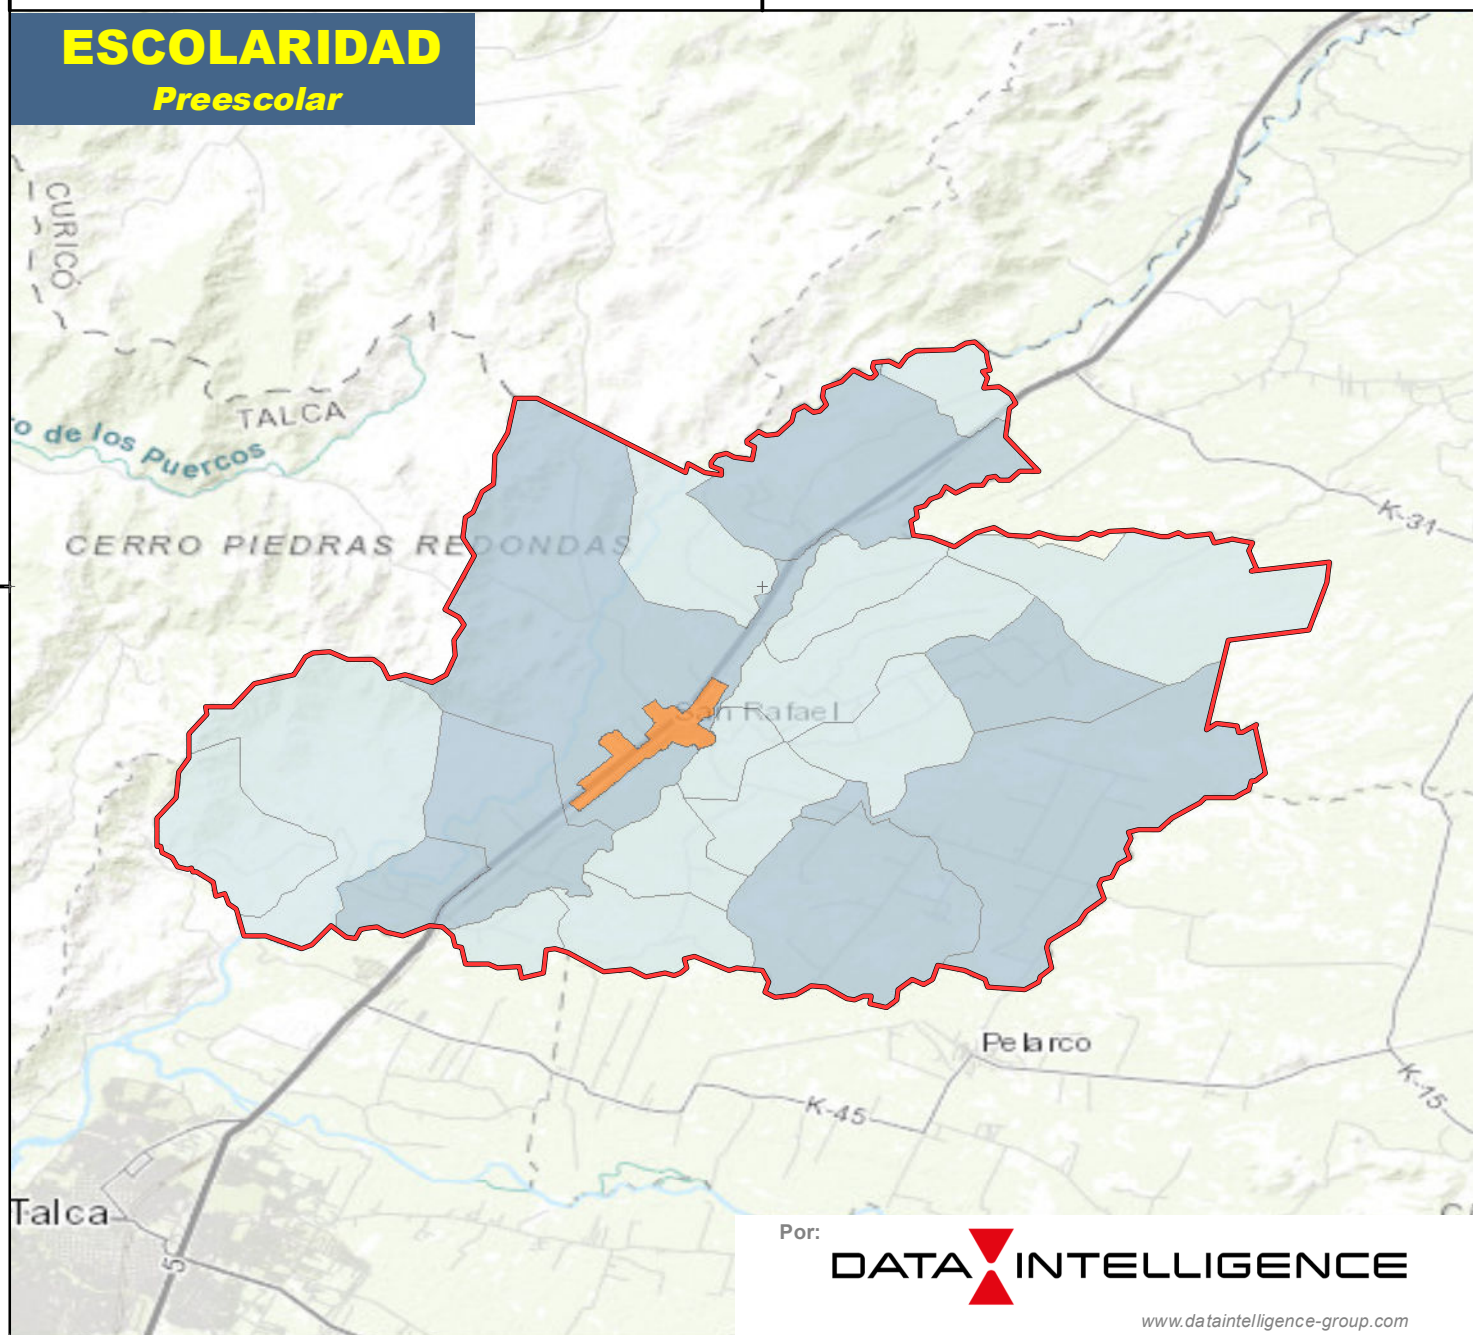 ESCOLARIDAD
Preescolar
CURICÓ
TALCA
o de los Puercos
CERRO PIEDRAS REDONDAS
K-31
San Rafael
Pelarco
K-15
K-45
Talca
5
Por:
DATA INTELLIGENCE
www.dataintelligence-group.com